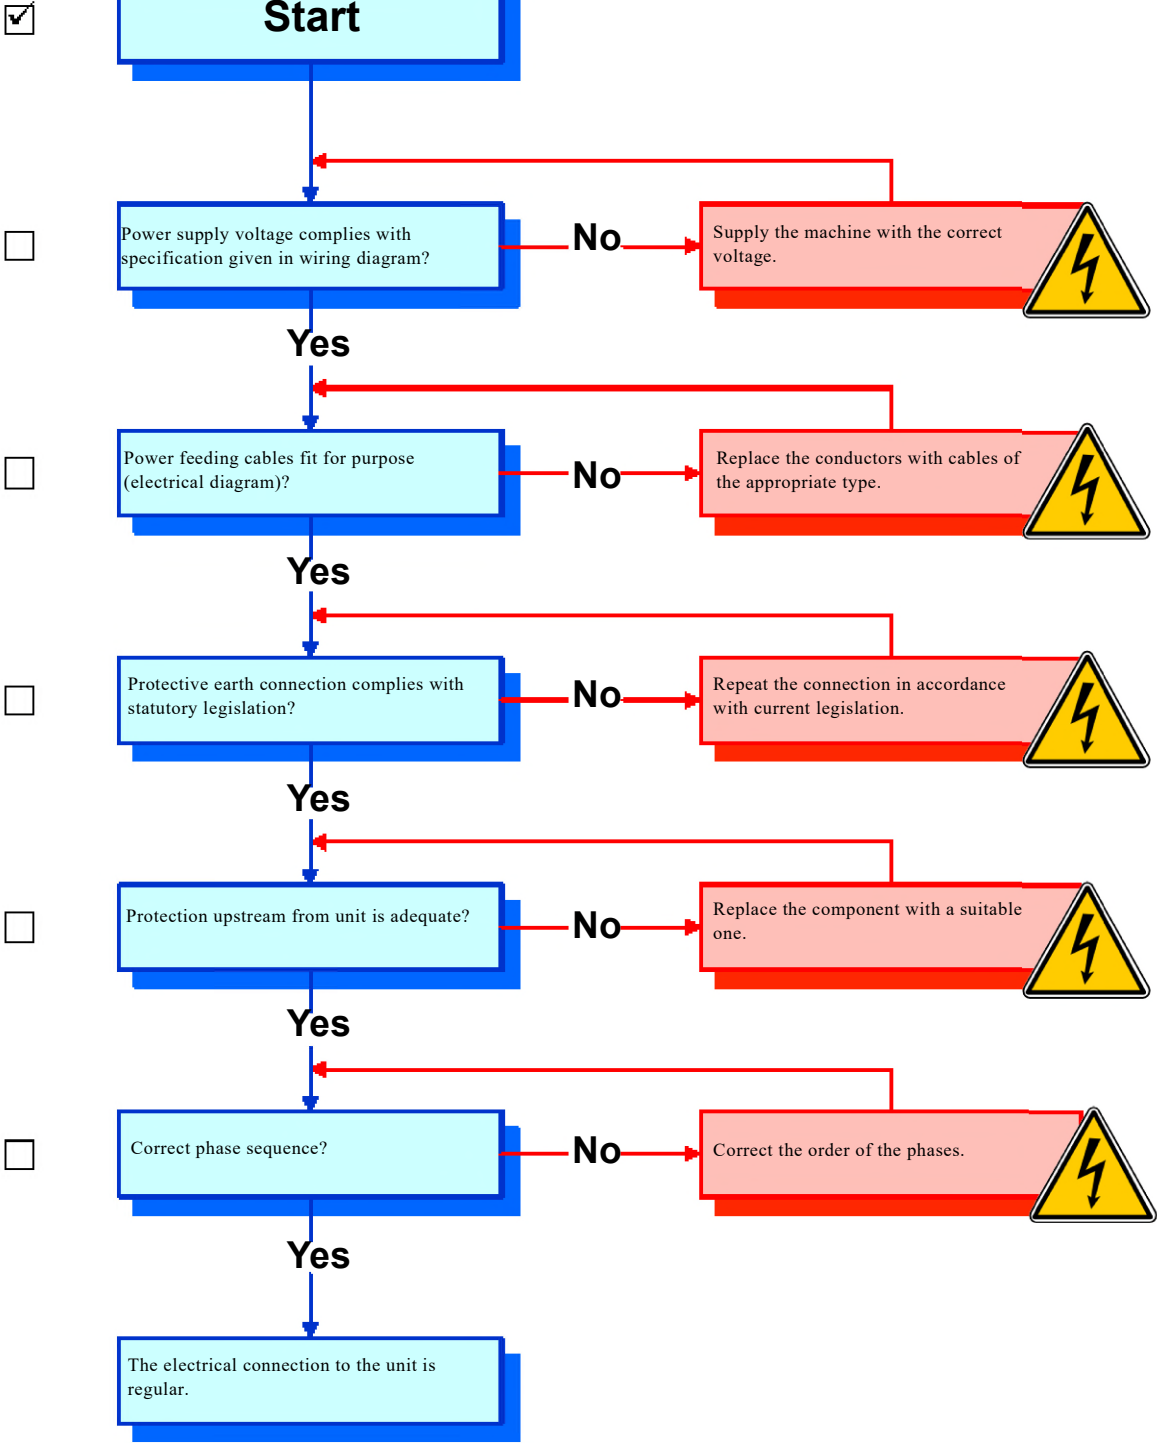 Start
Power supply voltage complies with
specification given in wiring diagram?
No
Supply the machine with the correct
voltage.
Yes
Power feeding cables fit for purpose
(electrical diagram)?
No
Replace the conductors with cables of
the appropriate type.
Yes
Protective earth connection complies with
statutory legislation?
No
Repeat the connection in accordance
with current legislation.
Yes
Protection upstream from unit is adequate?
No
Replace the component with a suitable
one.
Yes
Correct phase sequence?
No
Correct the order of the phases.
Yes
The electrical connection to the unit is
regular.